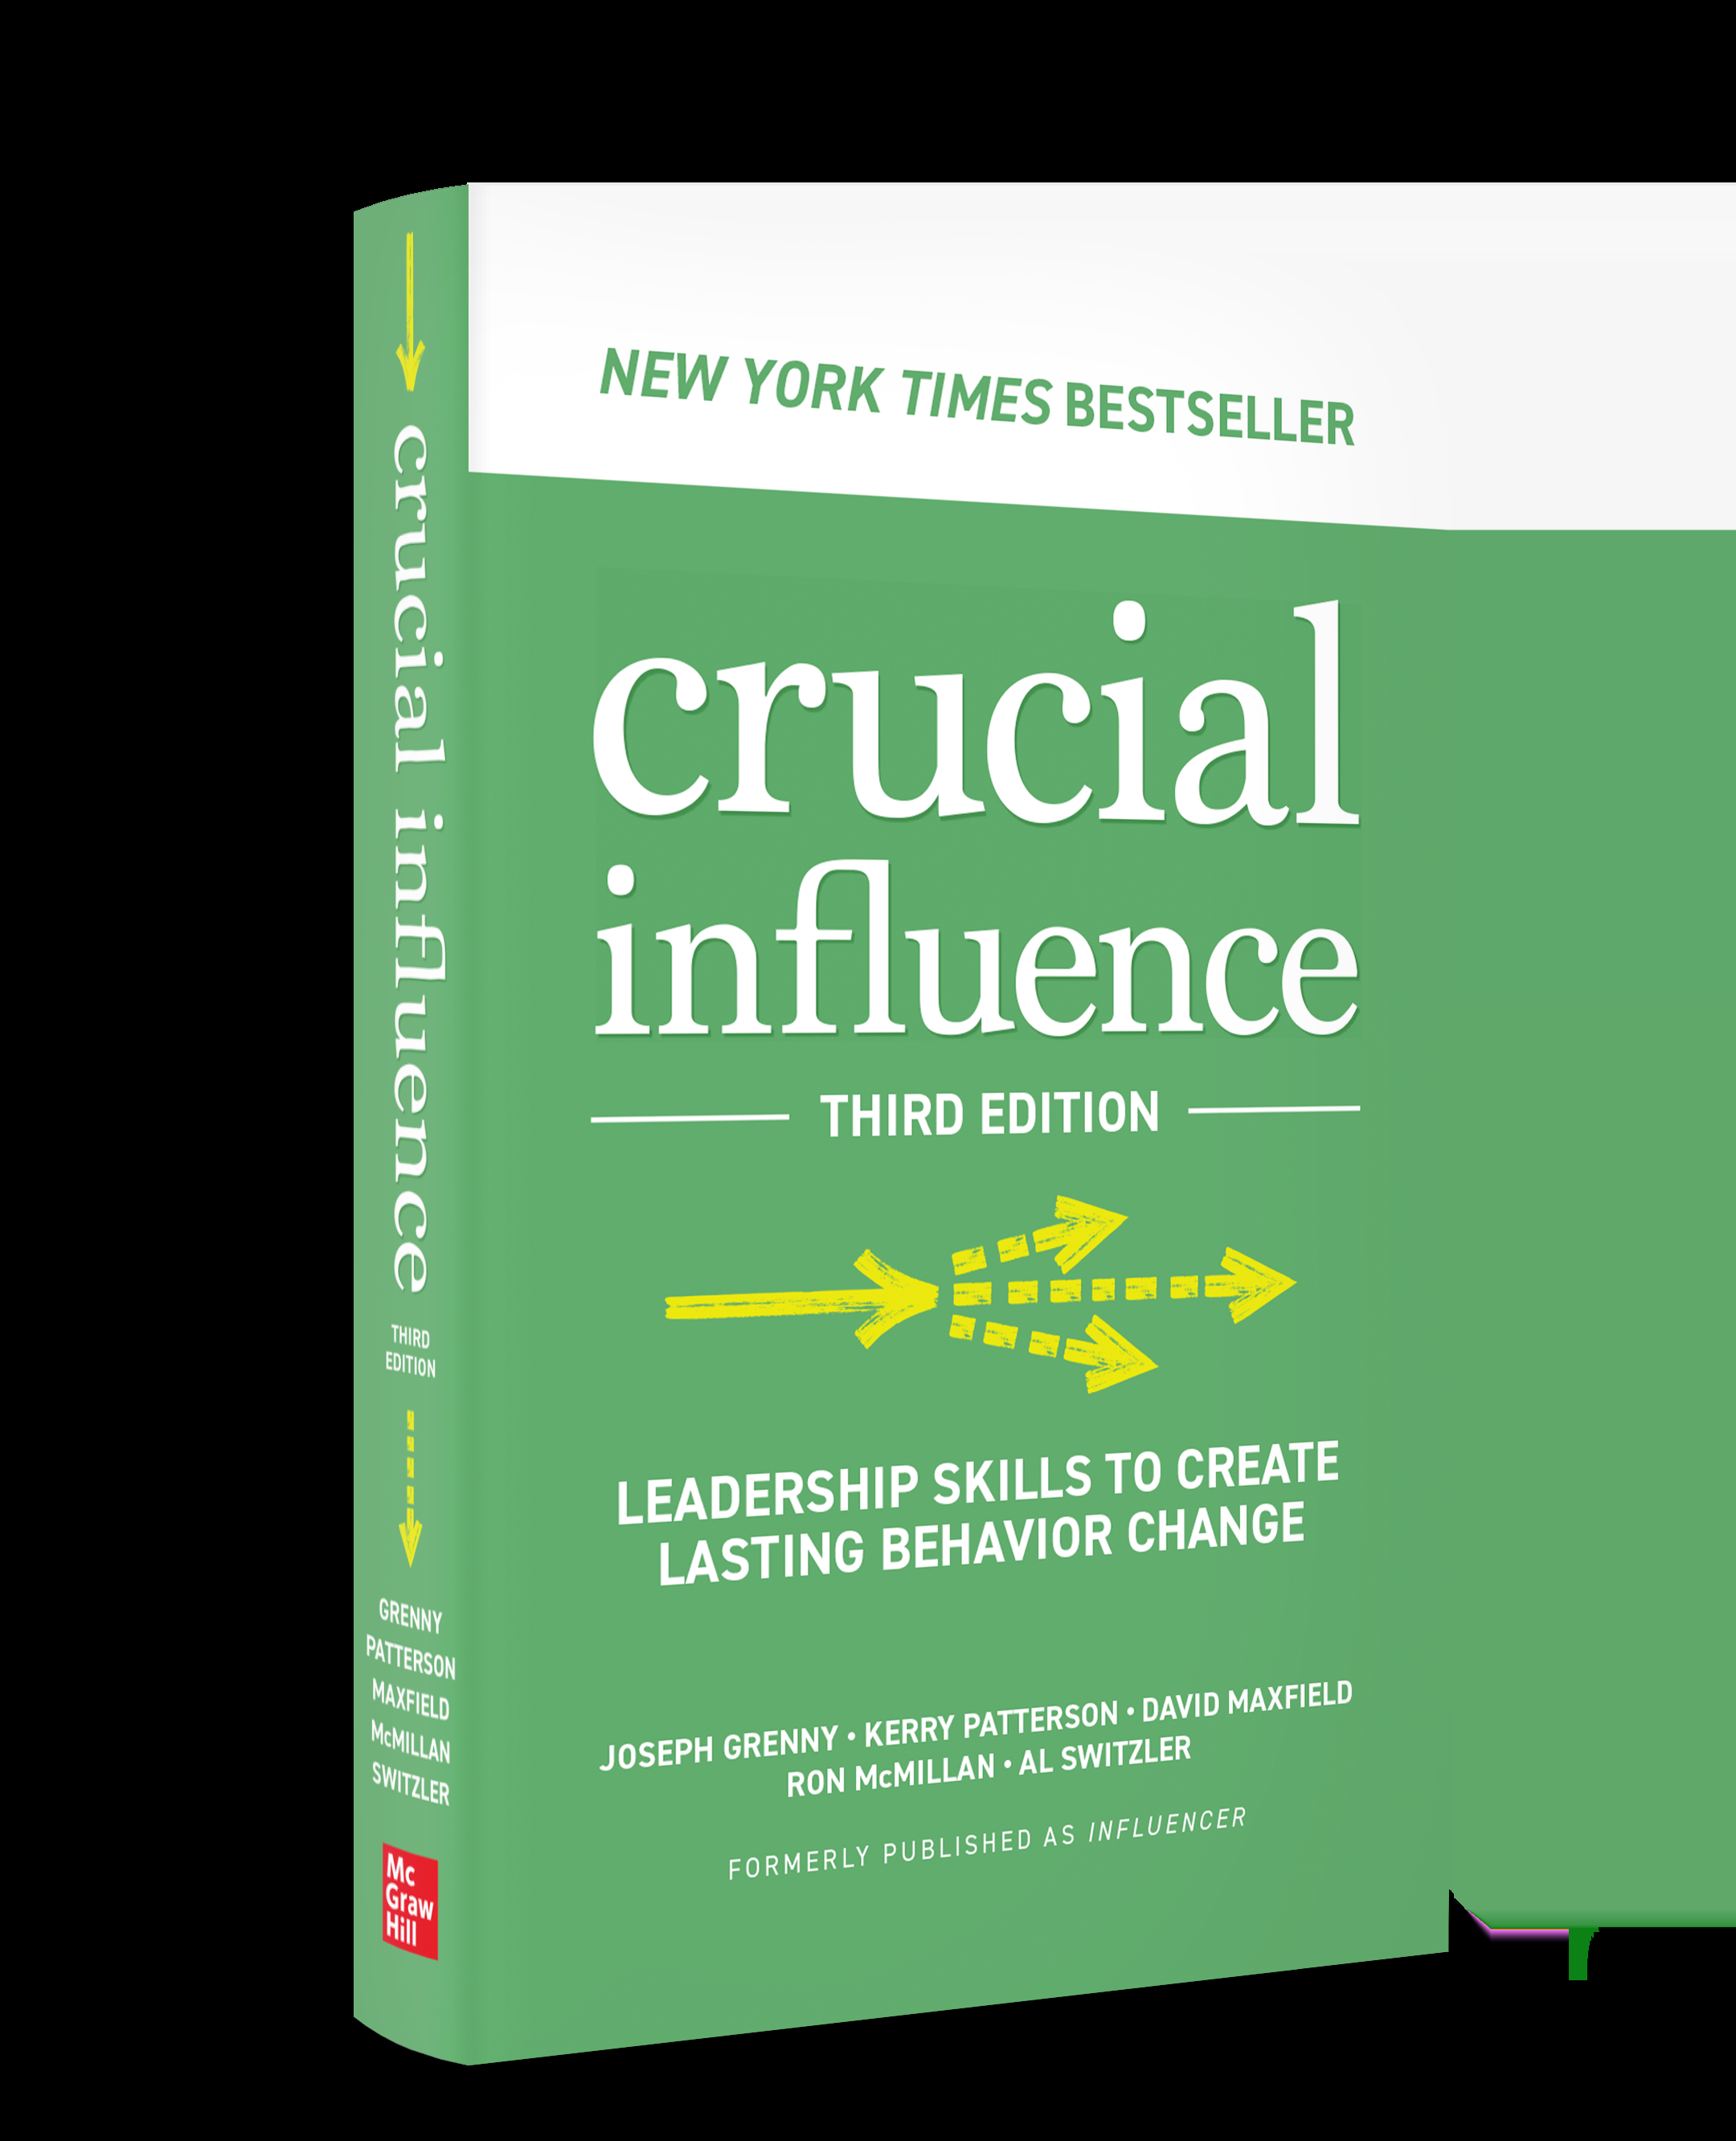 NEW YORK TIMES BESTSELLER
crucial
influence
THIRD EDITION
LEADERSHIP SKILLS TO CREATE
LASTING BEHAVIOR CHANGE
JOSEPH GRENNY • KERRY PATTERSON • DAVID MAXFIELD
RON McMILLAN • AL SWITZLER
FORMERLY PUBLISHED AS INFLUENCER
crucial influence
THIRD
EDITION
GRENNY
PATTERSON
MAXFIELD
McMILLAN
SWITZLER
Mc
Graw
Hill